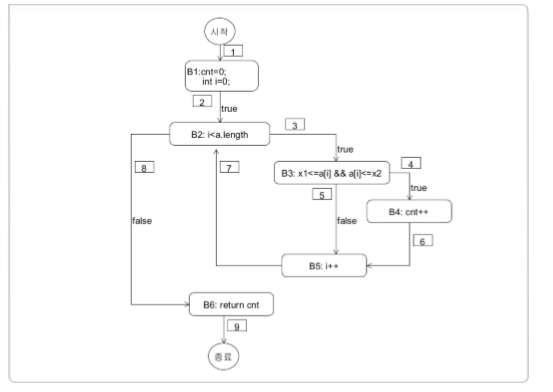 시작
1
B1:cnt=0;
int i=0;
2
true
B2: i<a.length
3
true
8
7
B3: x1<=a[i] && a[i]<=x2
4
true
5
false
false
B4: cnt++
6
B5: i++
B6: return cnt
9
종료